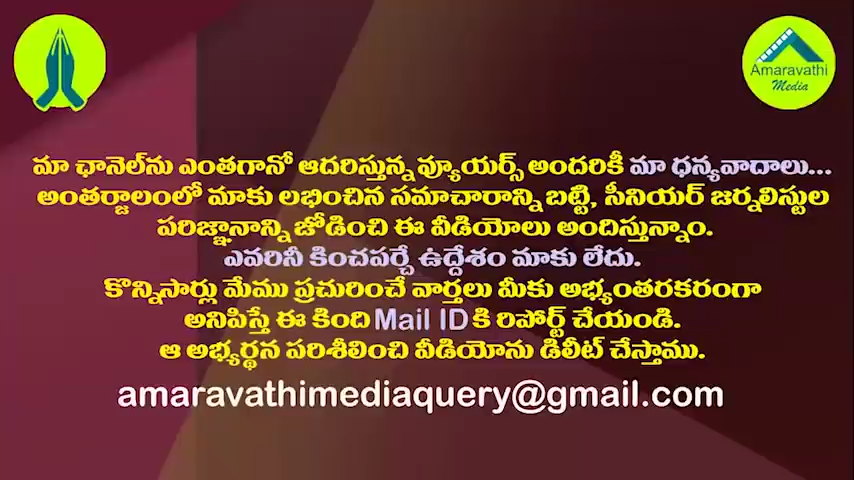 Amaravathi
Media
మా ఛానెల్‌ను ఎంతగానో ఆదరిస్తున్న వ్యూయర్స్ అందరికీ మా ధన్యవాదాలు...
అంతర్జాలంలో మాకు లభించిన సమాచారాన్ని బట్టి, సీనియర్ జర్నలిస్టుల
పరిజ్ఞానాన్ని జోడించి ఈ వీడియోలు అందిస్తున్నాం.
ఎవరినీ కించపర్చే ఉద్దేశం మాకు లేదు.
కొన్నిసార్లు మేము ప్రచురించే వార్తలు మీకు అభ్యంతరకరంగా
అనిపిస్తే ఈ కింది Mail ID కి రిపోర్ట్ చేయండి.
ఆ అభ్యర్థన పరిశీలించి వీడియోను డిలీట్ చేస్తాము.
amaravathimediaquery@gmail.com